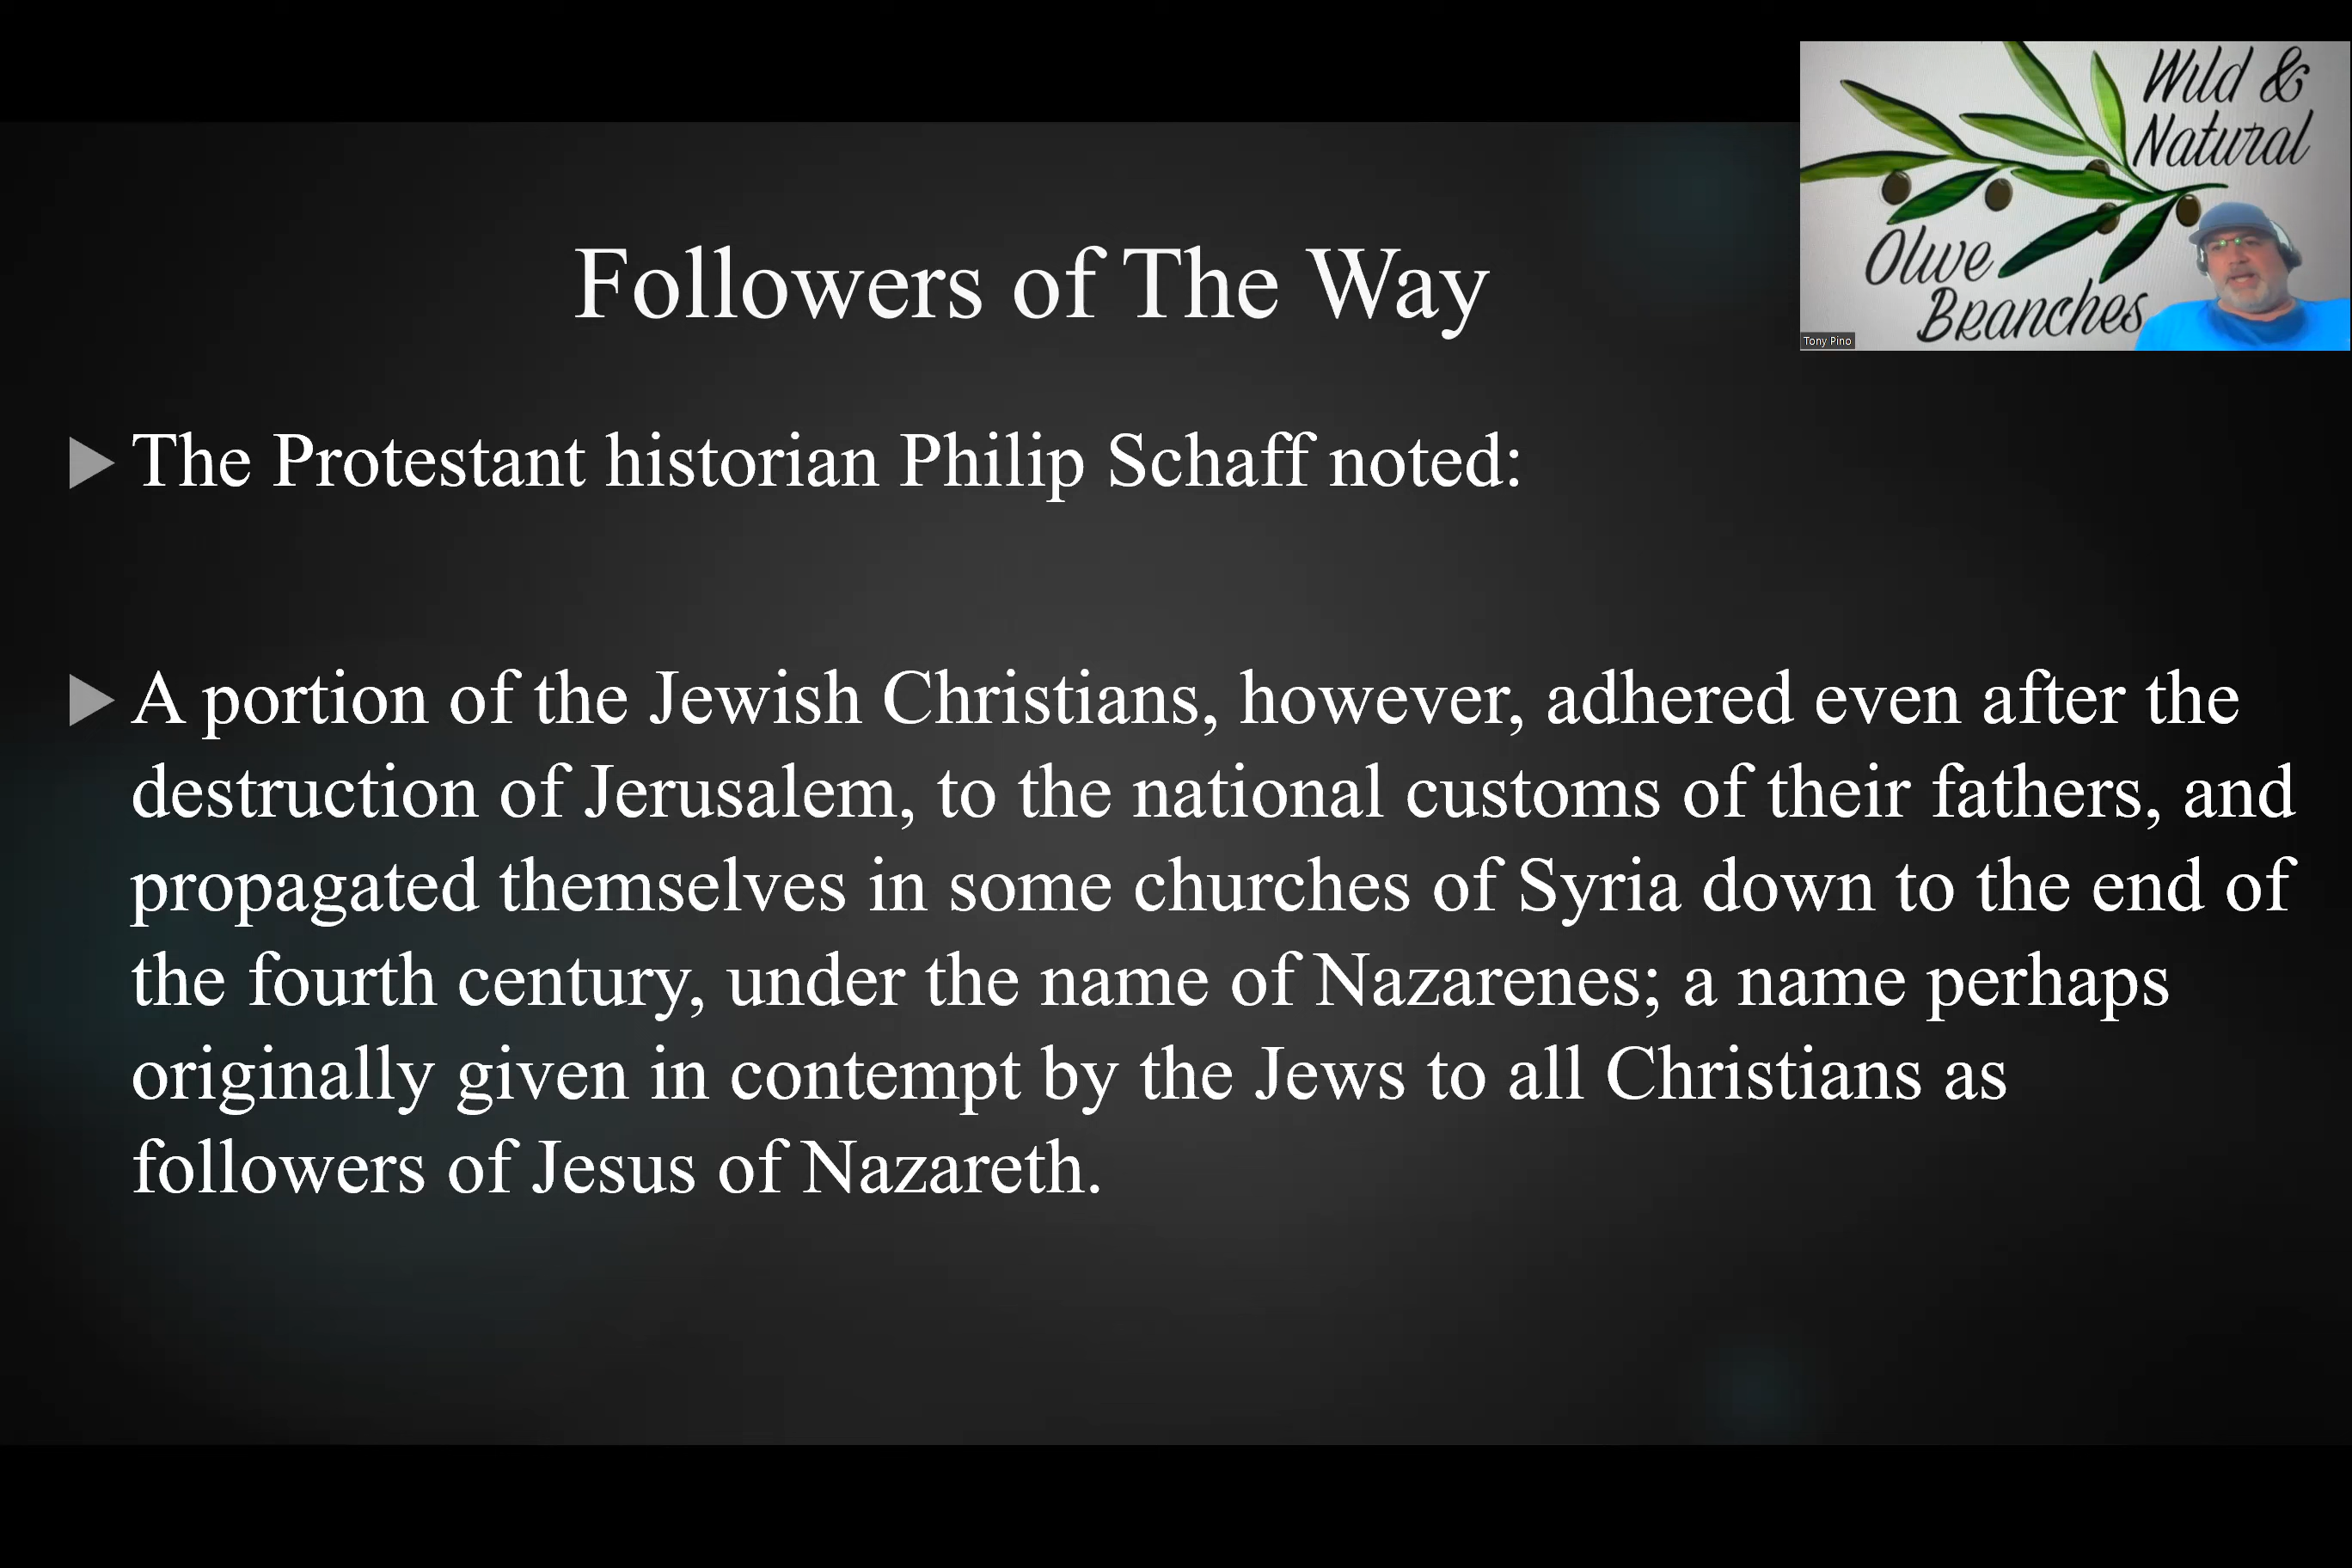 Wild &
Natural
Olive
Branches
Tony Pino
Followers of The Way
The Protestant historian Philip Schaff noted:
A portion of the Jewish Christians, however, adhered even after the
destruction of Jerusalem, to the national customs of their fathers, and
propagated themselves in some churches of Syria down to the end of
the fourth century, under the name of Nazarenes; a name perhaps
originally given in contempt by the Jews to all Christians as
followers of Jesus of Nazareth.